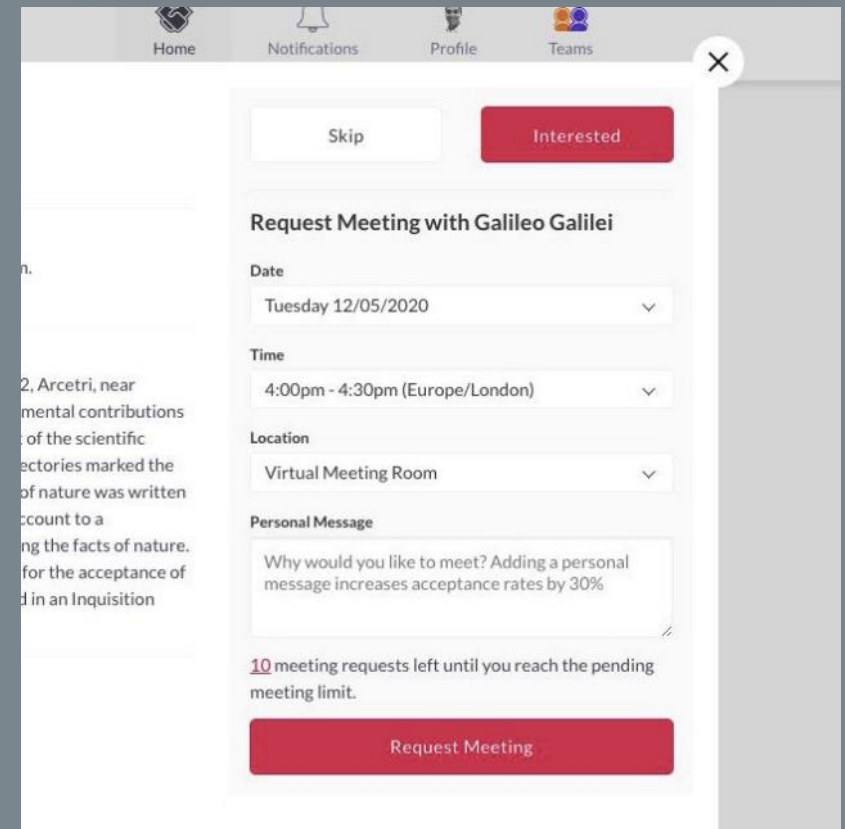 Home
Notifications
Profile
Teams
Skip
Interested
Request Meeting with Galileo Galilei
n.
Date
Tuesday 12/05/2020
Time
2, Arcetri, near
4:00pm - 4:30pm (Europe/London)
mental contributions
of the scientific
Location
ectories marked the
Virtual Meeting Room
of nature was written
ccount to a
Personal Message
ng the facts of nature.
Why would you like to meet? Adding a personal
for the acceptance of
message increases acceptance rates by 30%
d in an Inquisition
10 meeting requests left until you reach the pending
meeting limit.
Request Meeting